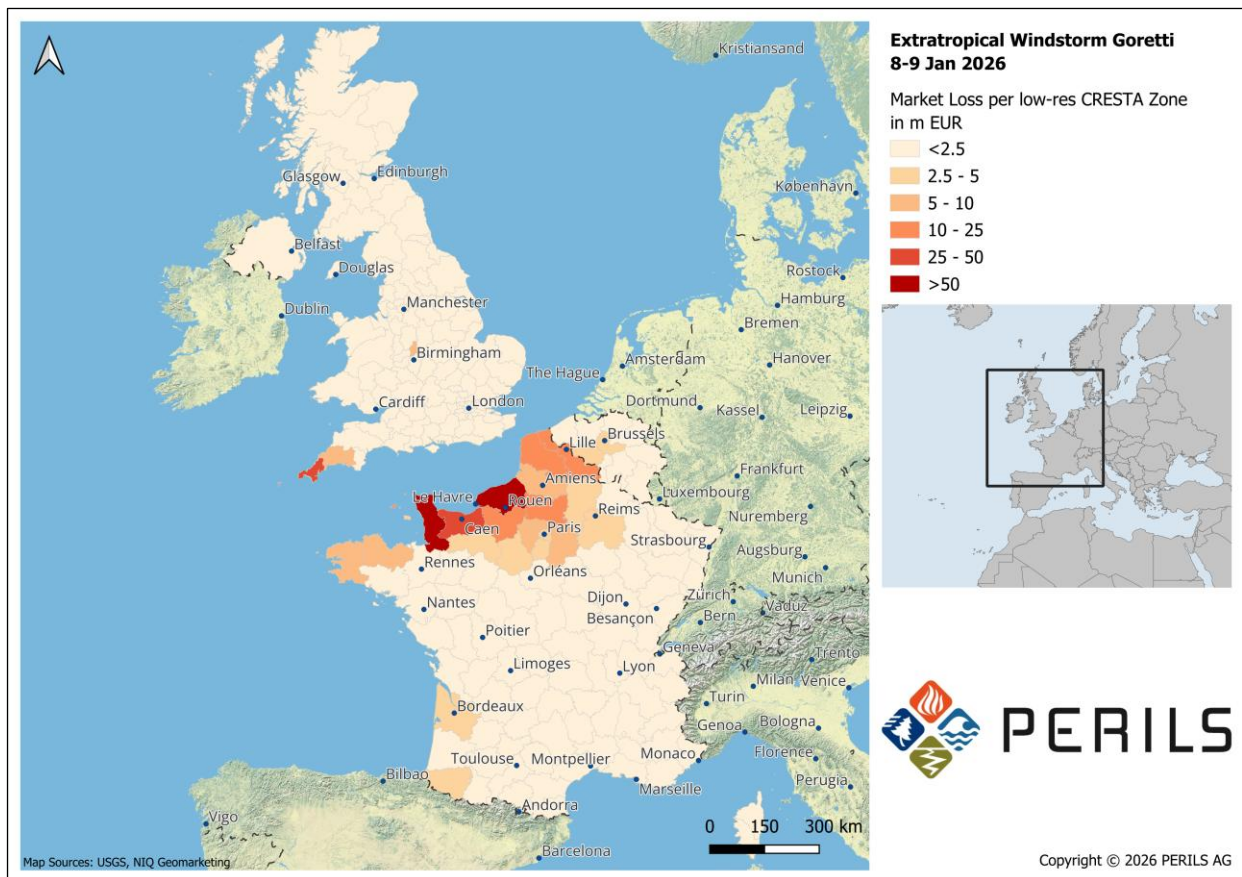 Extratropical Windstorm Goretti
8-9 Jan 2026
Market Loss per low-res CRESTA Zone
in m EUR
<2.5
2.5 - 5
5 - 10
10 - 25
25 - 50
>50
Kristiansand
Glasgow
Edinburgh
København
Belfast
Douglas
Rostock
Dublin
Manchester
Hamburg
Bremen
Birmingham
Amsterdam
Hanover
The Hague
Cardiff
London
Dortmund
Kassel
Leipzig
Brussels
Lille
Frankfurt
Amiens
Le Havre
Rouen
Luxembourg
Caen
Reims
Nuremberg
Paris
Strasbourg
Augsburg
Rennes
Orléans
Munich
Nantes
Dijon
Zürich
Vaduz
Besançon
Bern
Poitier
Geneva
Trento
Limoges
Lyon
Milan
Venice
Turin
Bordeaux
Genoa
Bologna
Toulouse
Montpellier
Monaco
Florence
Bilbao
Marseille
Perugia
Andorra
Vigo
0 150 300 km
Barcelona
Map Sources: USGS, NIQ Geomarketing
PERILS
Copyright © 2026 PERILS AG